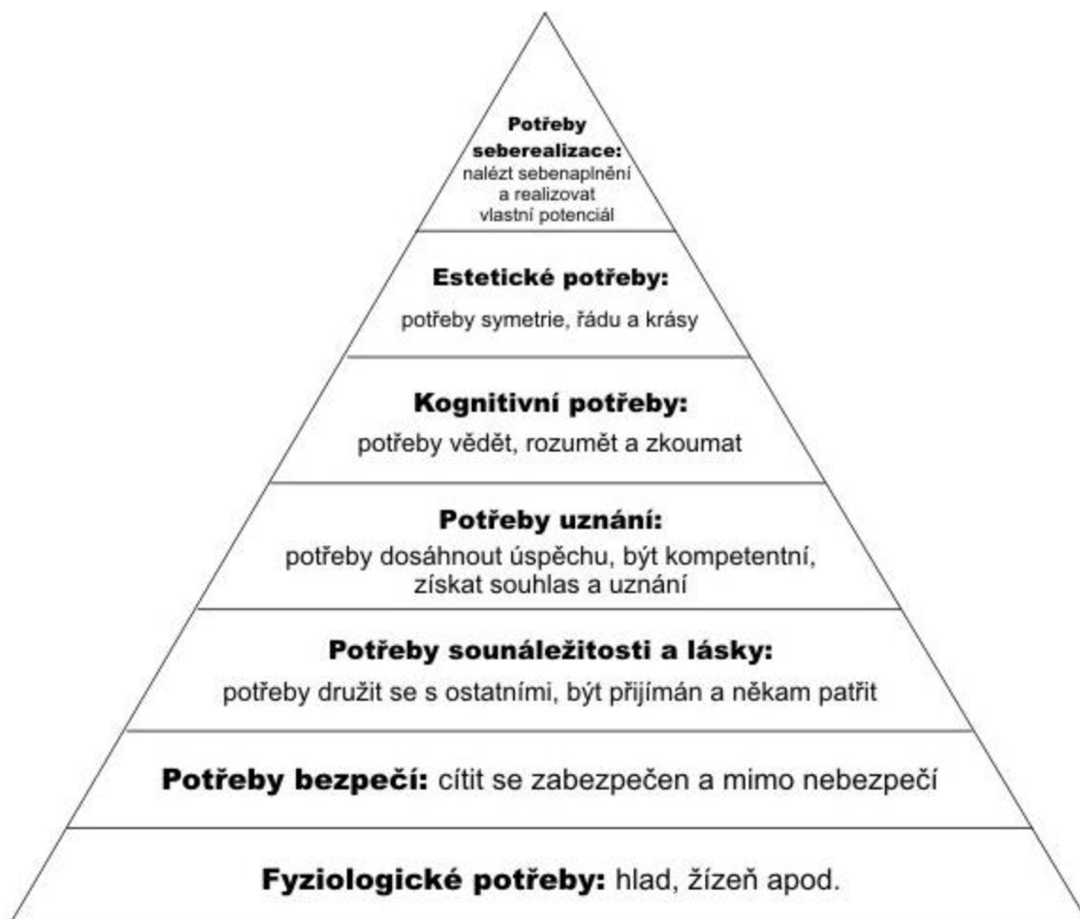 Potřeby
seberealizace:
nalézt sebenaplnění
a realizovat
vlastní potenciál
Estetické potřeby:
potřeby symetrie, řádu a krásy
Kognitivní potřeby:
potřeby vědět, rozumět a zkoumat
Potřeby uznání:
potřeby dosáhnout úspěchu, být kompetentní,
získat souhlas a uznání
Potřeby sounáležitosti a lásky:
potřeby družit se s ostatními, být přijímán a někam patřit
Potřeby bezpečí: cítit se zabezpečen a mimo nebezpečí
Fyziologické potřeby: hlad, žízeň apod.